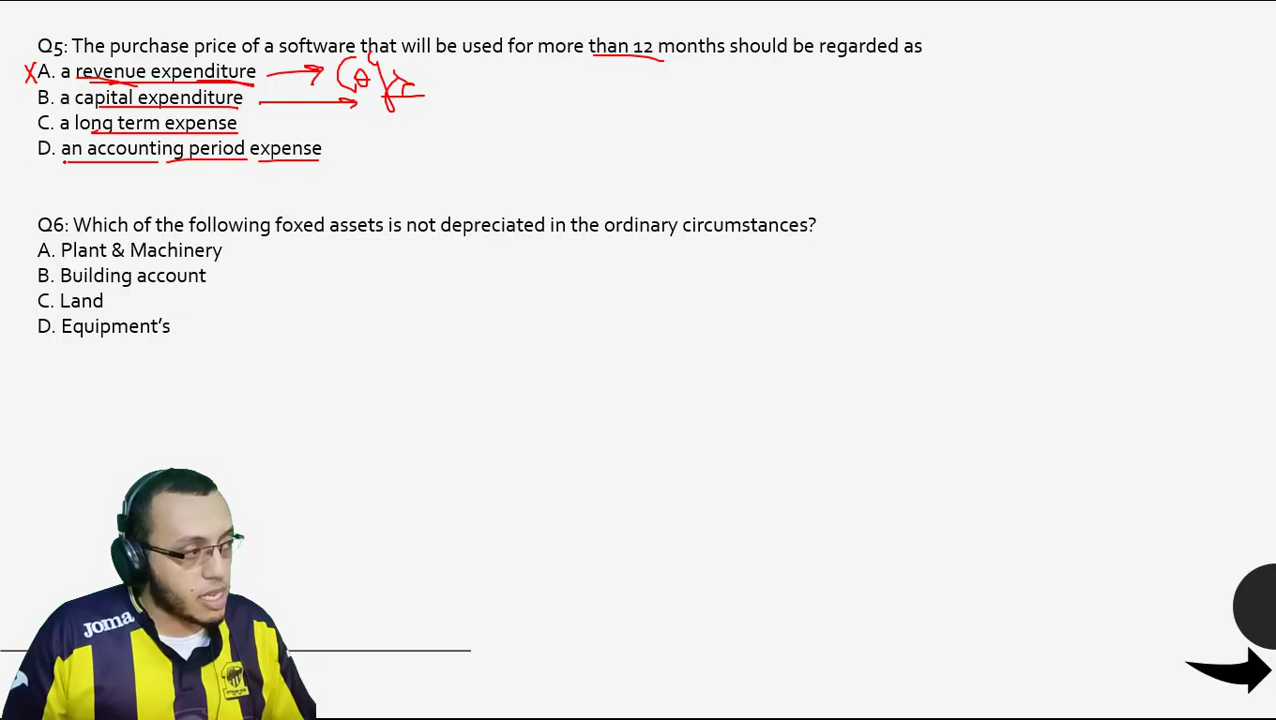 Q5: The purchase price of a software that will be used for more than 12 months should be regarded as
X A. a revenue expenditure
B. a capital expenditure
C. a long term expense
D. an accounting period expense
Q6: Which of the following foxed assets is not depreciated in the ordinary circumstances?
A. Plant & Machinery
B. Building account
C. Land
D. Equipment’s
Joma